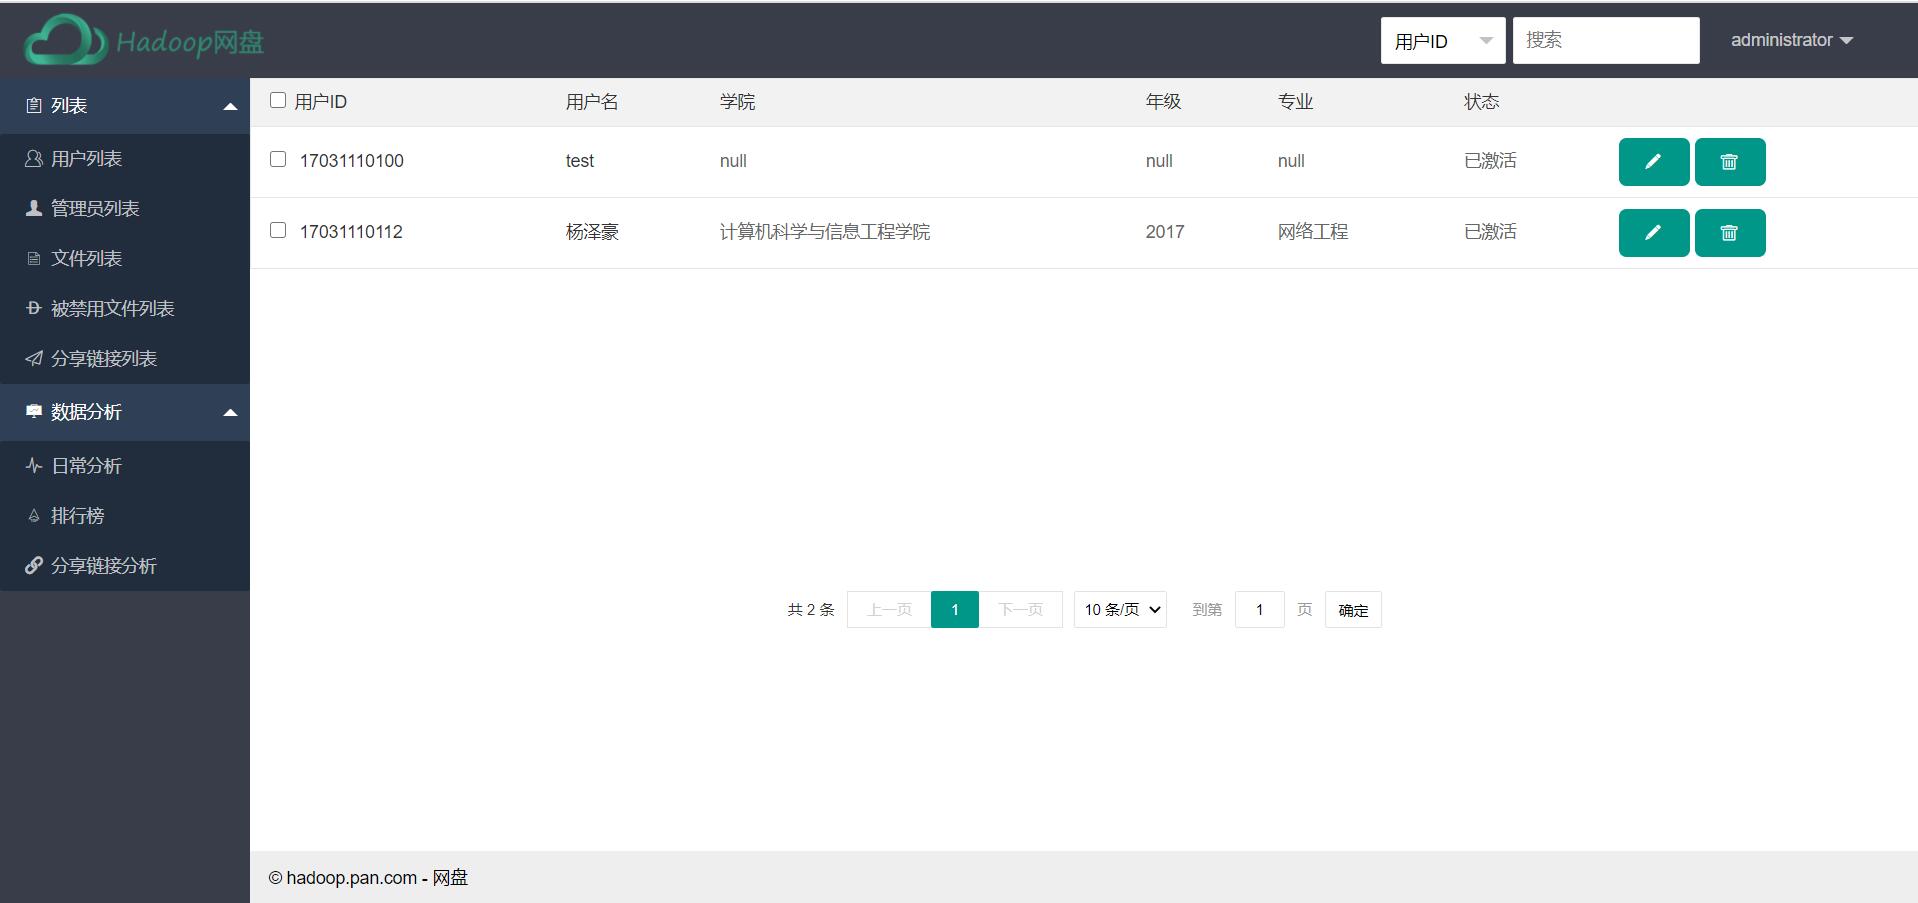 Hadoop网盘
用户ID
搜索
administrator
列表
用户列表
管理员列表
文件列表
被禁用文件列表
分享链接列表
数据分析
日常分析
排行榜
分享链接分析
用户ID 用户名 学院 年级 专业 状态
17031110100 test null null null 已激活
17031110112 杨泽豪 计算机科学与信息工程学院 2017 网络工程 已激活
共 2 条 上一页 1 下一页 10 条/页 到第 1 页 确定
© hadoop.pan.com - 网盘